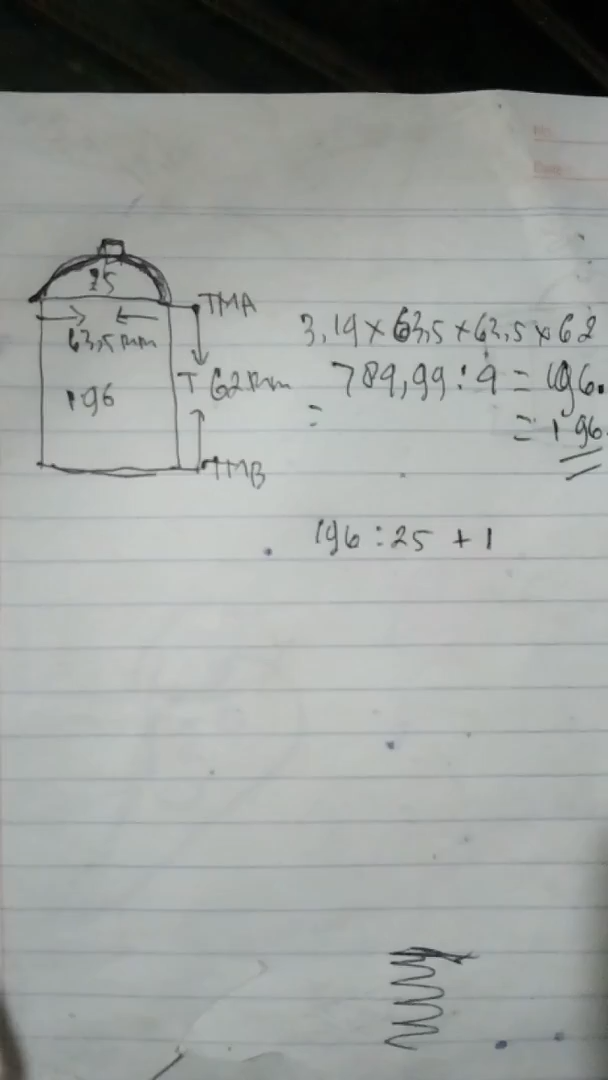 25
TMA
63,5 mm
3,14 x 63,5 x 63,5 x 62
T 62 mm
789,99 : 4 = 196.
196
=
= 196.
TMB
196 : 25 + 1